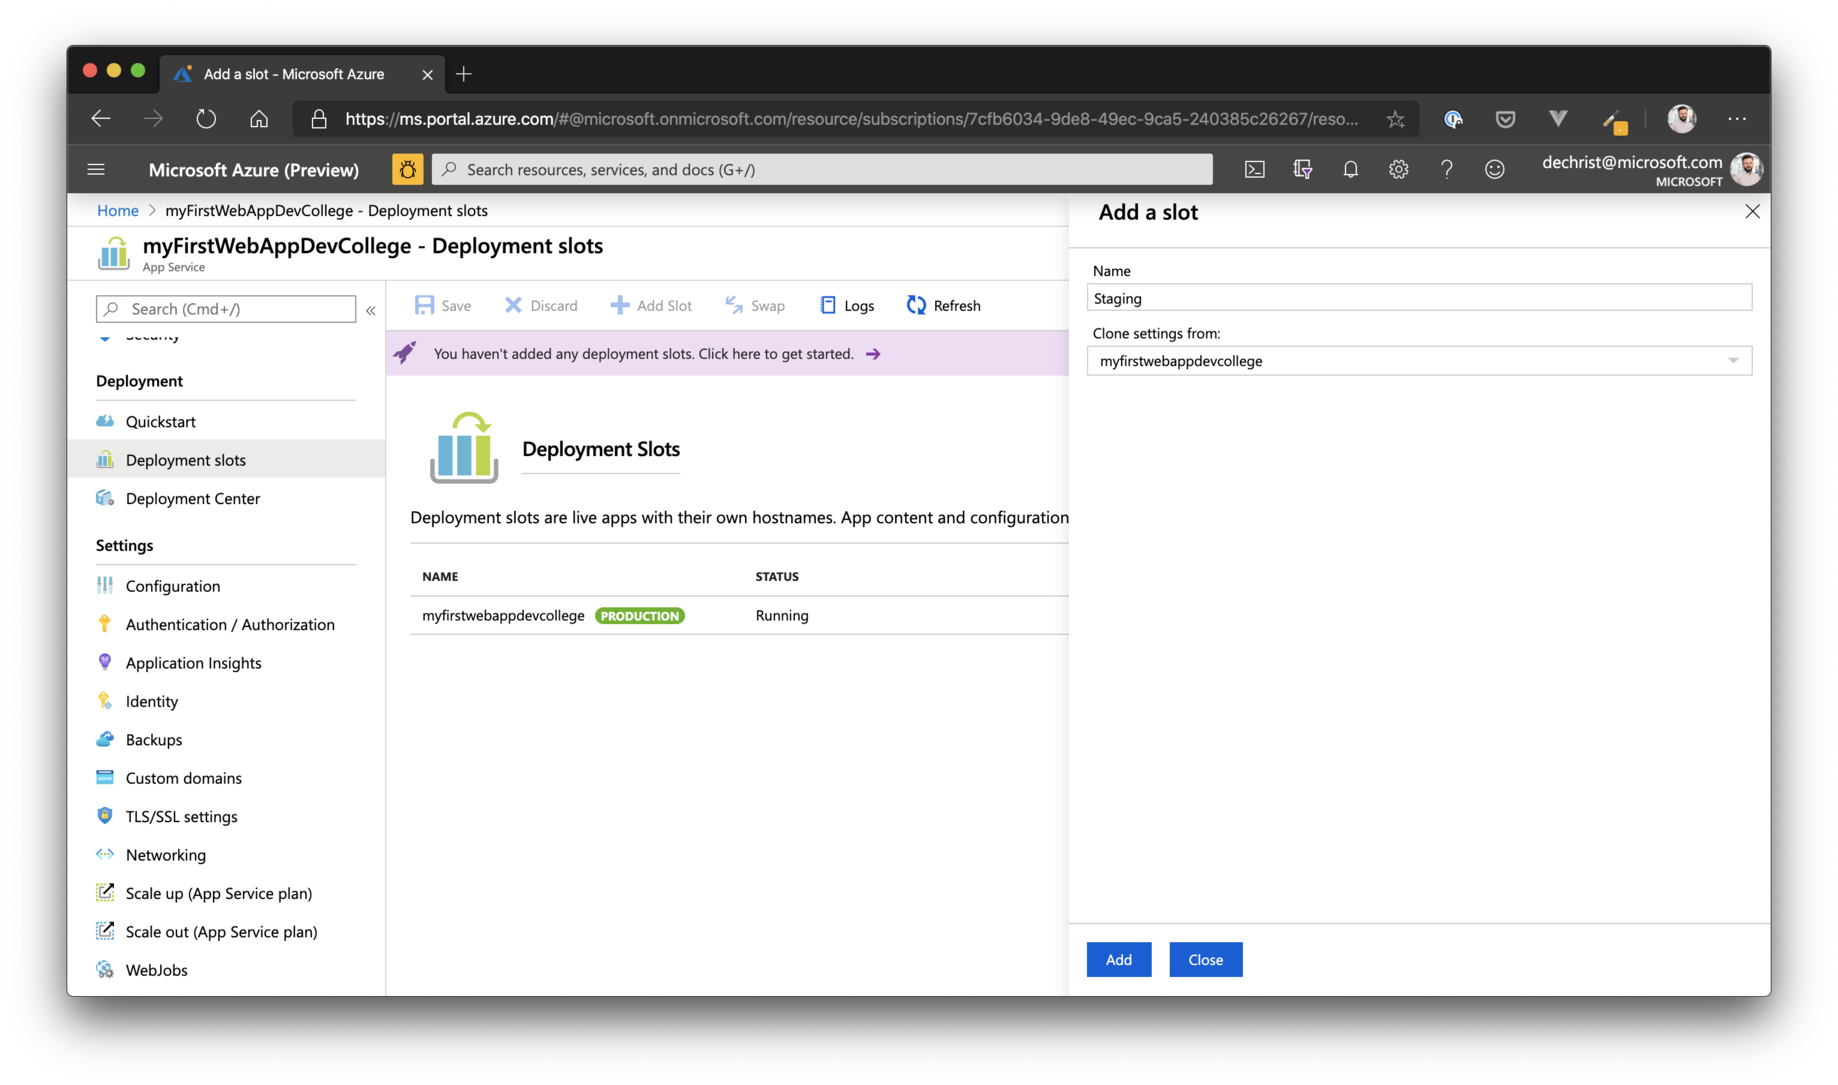 Add a slot - Microsoft Azure
https://ms.portal.azure.com/#@microsoft.onmicrosoft.com/resource/subscriptions/7cfb6034-9de8-49ec-9ca5-240385c26267/reso...
Microsoft Azure (Preview)
Search resources, services, and docs (G+/)
dechrist@microsoft.com
MICROSOFT
Home > myFirstWebAppDevCollege - Deployment slots
myFirstWebAppDevCollege - Deployment slots
App Service
Search (Cmd+/)
«
Security
Deployment
Quickstart
Deployment slots
Deployment Center
Settings
Configuration
Authentication / Authorization
Application Insights
Identity
Backups
Custom domains
TLS/SSL settings
Networking
Scale up (App Service plan)
Scale out (App Service plan)
WebJobs
Save Discard Add Slot Swap Logs Refresh
You haven't added any deployment slots. Click here to get started.
Deployment Slots
Deployment slots are live apps with their own hostnames. App content and configuration
NAME STATUS
myfirstwebappdevcollege PRODUCTION Running
Add a slot
Name
Staging
Clone settings from:
myfirstwebappdevcollege
Add Close